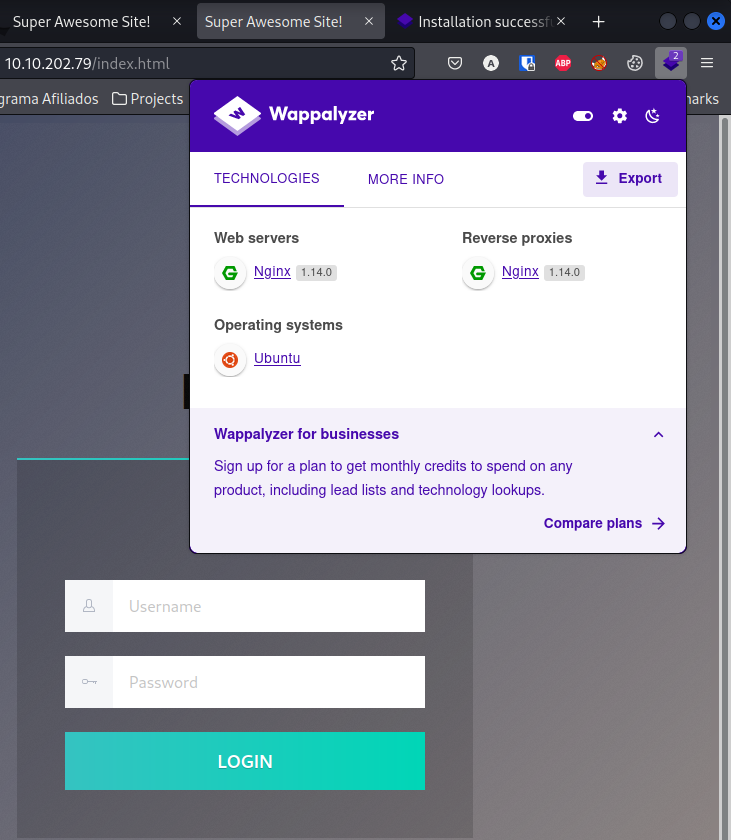 Super Awesome Site!
Super Awesome Site!
Installation successf
10.10.202.79/index.html
A
ABP
2
grama Afiliados
Projects
narks
W
Wappalyzer
TECHNOLOGIES
MORE INFO
Export
Web servers
Reverse proxies
Nginx 1.14.0
Nginx 1.14.0
Operating systems
Ubuntu
Wappalyzer for businesses
Sign up for a plan to get monthly credits to spend on any
product, including lead lists and technology lookups.
Compare plans
Username
Password
LOGIN